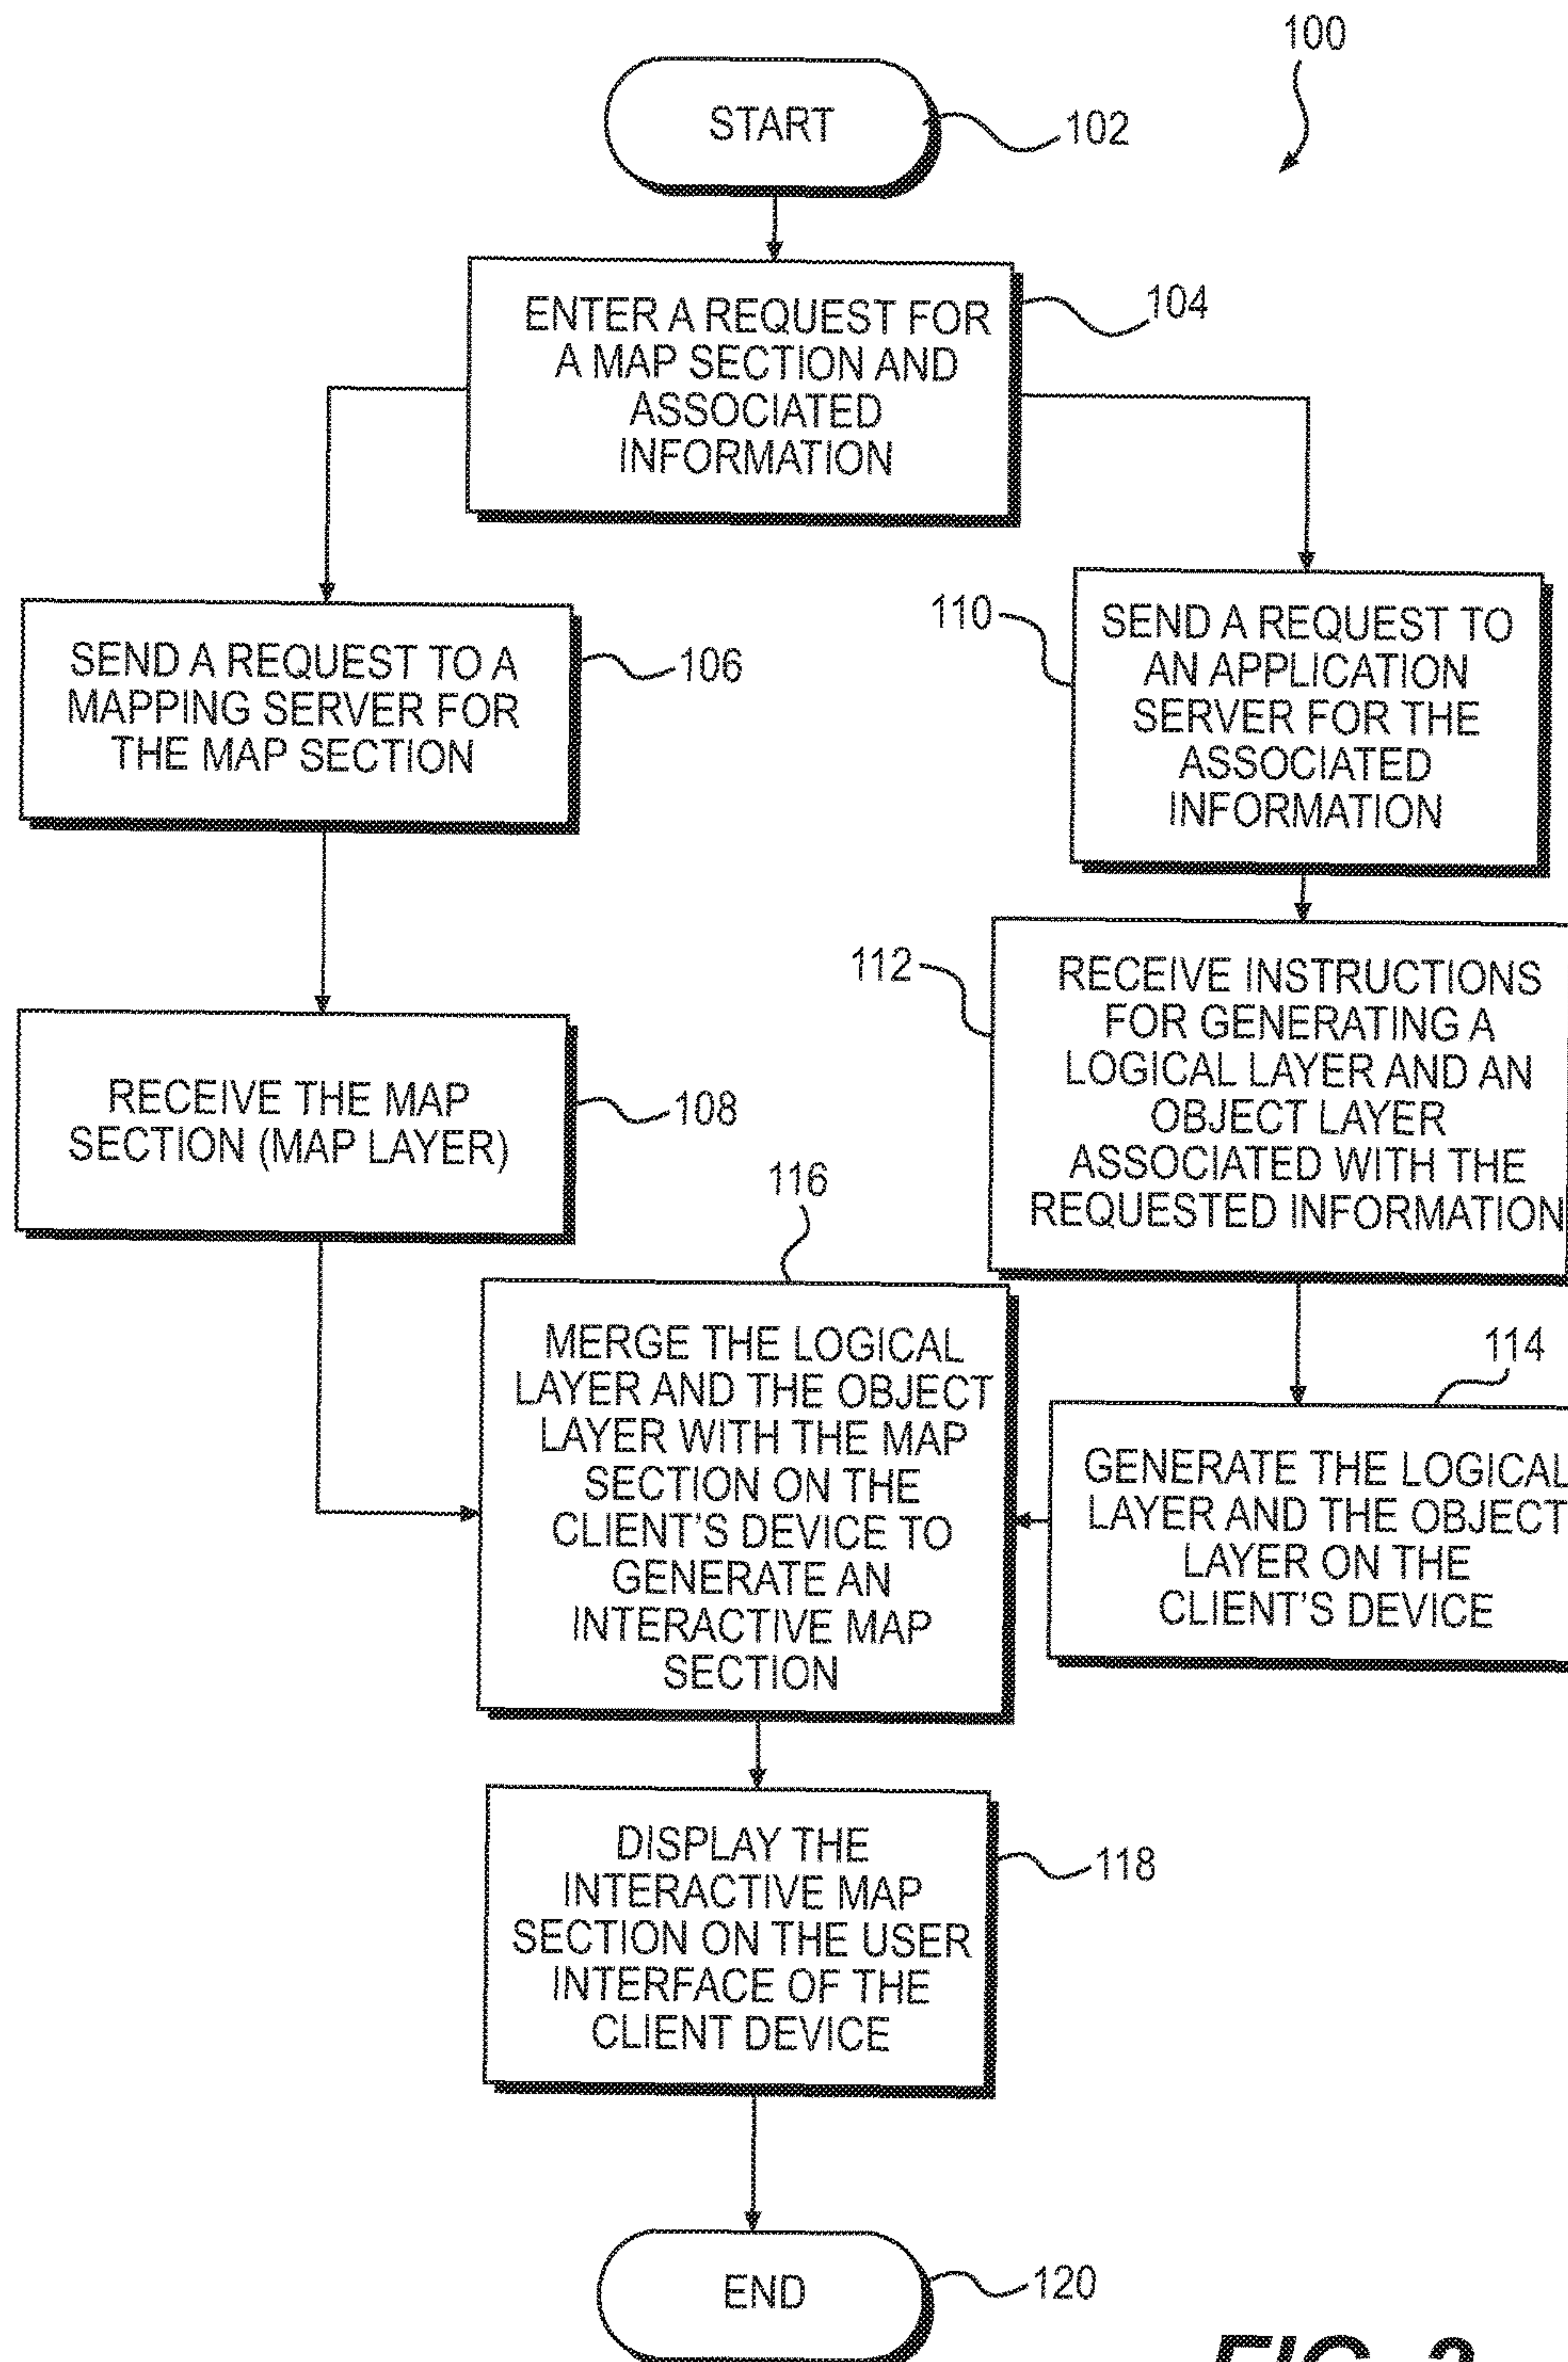 100
START
102
ENTER A REQUEST FOR
A MAP SECTION AND
ASSOCIATED
INFORMATION
104
SEND A REQUEST TO A
MAPPING SERVER FOR
THE MAP SECTION
106
110
SEND A REQUEST TO
AN APPLICATION
SERVER FOR THE
ASSOCIATED
INFORMATION
RECEIVE THE MAP
SECTION (MAP LAYER)
108
112
RECEIVE INSTRUCTIONS
FOR GENERATING A
LOGICAL LAYER AND AN
OBJECT LAYER
ASSOCIATED WITH THE
REQUESTED INFORMATION
116
MERGE THE LOGICAL
LAYER AND THE OBJECT
LAYER WITH THE MAP
SECTION ON THE
CLIENT'S DEVICE TO
GENERATE AN
INTERACTIVE MAP
SECTION
114
GENERATE THE LOGICAL
LAYER AND THE OBJECT
LAYER ON THE
CLIENT'S DEVICE
DISPLAY THE
INTERACTIVE MAP
SECTION ON THE USER
INTERFACE OF THE
CLIENT DEVICE
118
END
120